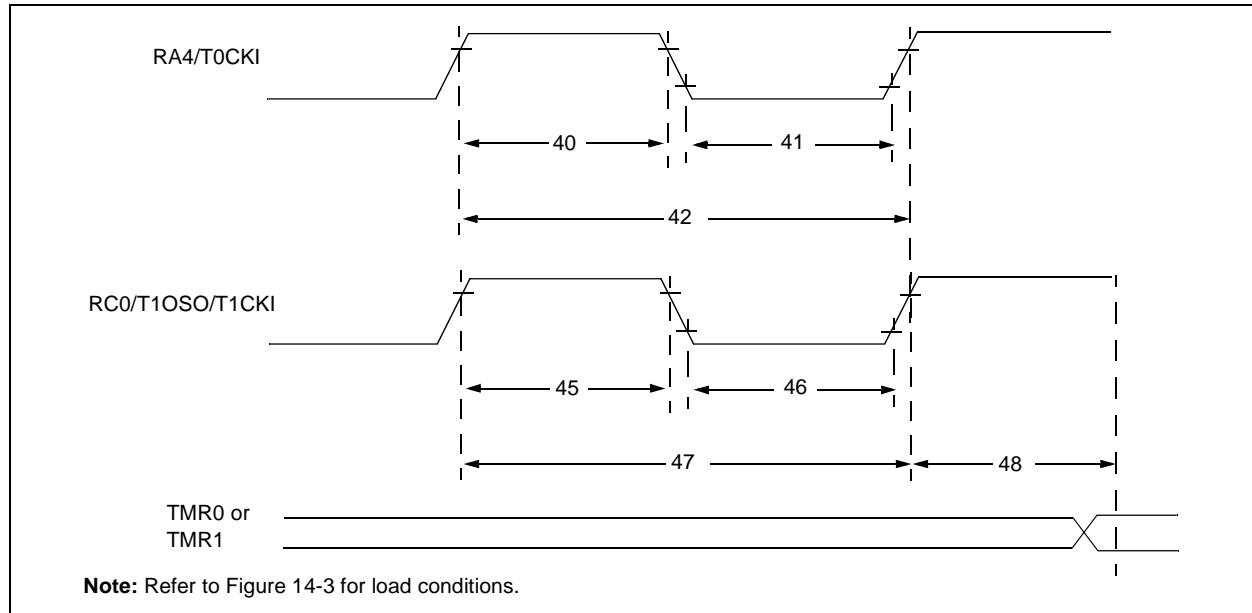 RA4/T0CKI
40
41
42
RC0/T1OSO/T1CKI
45
46
47
48
TMR0 or
TMR1
Note: Refer to Figure 14-3 for load conditions.